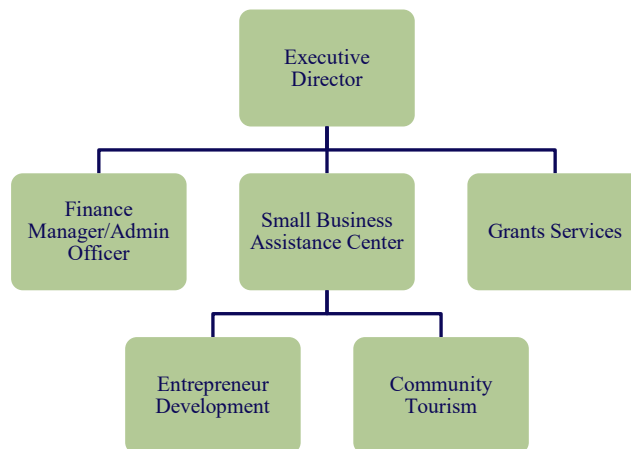 Executive
Director
Finance
Manager/Admin
Officer
Small Business
Assistance Center
Grants Services
Entrepreneur
Development
Community
Tourism